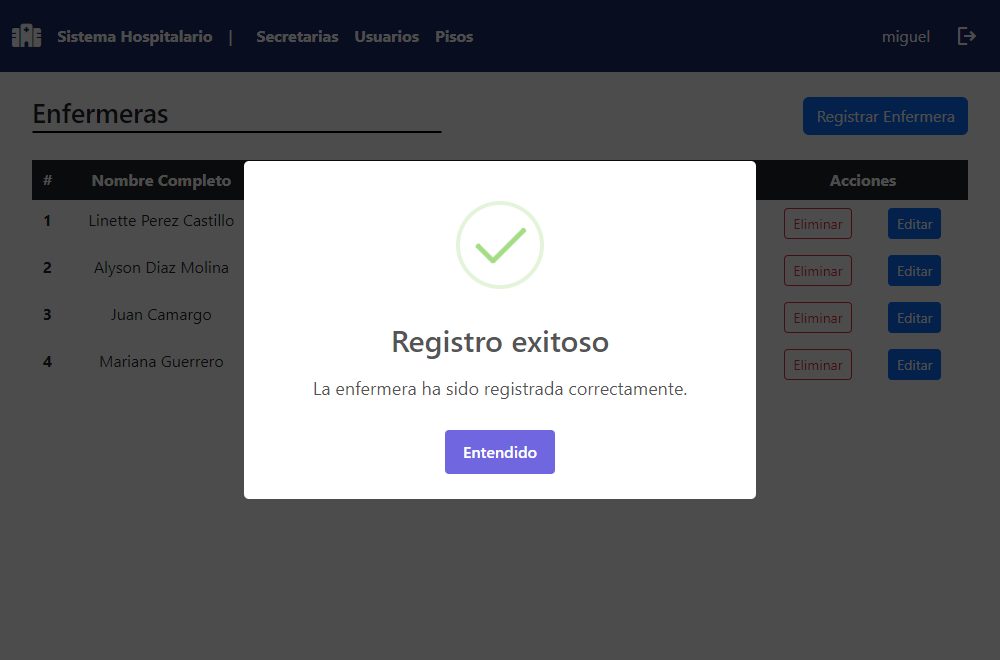 Sistema Hospitalario | Secretarias Usuarios Pisos miguel
Enfermeras Registrar Enfermera
# Nombre Completo Acciones
1 Linette Perez Castillo Eliminar Editar
2 Alyson Diaz Molina Eliminar Editar
3 Juan Camargo Eliminar Editar
4 Mariana Guerrero Eliminar Editar
Registro exitoso
La enfermera ha sido registrada correctamente.
Entendido